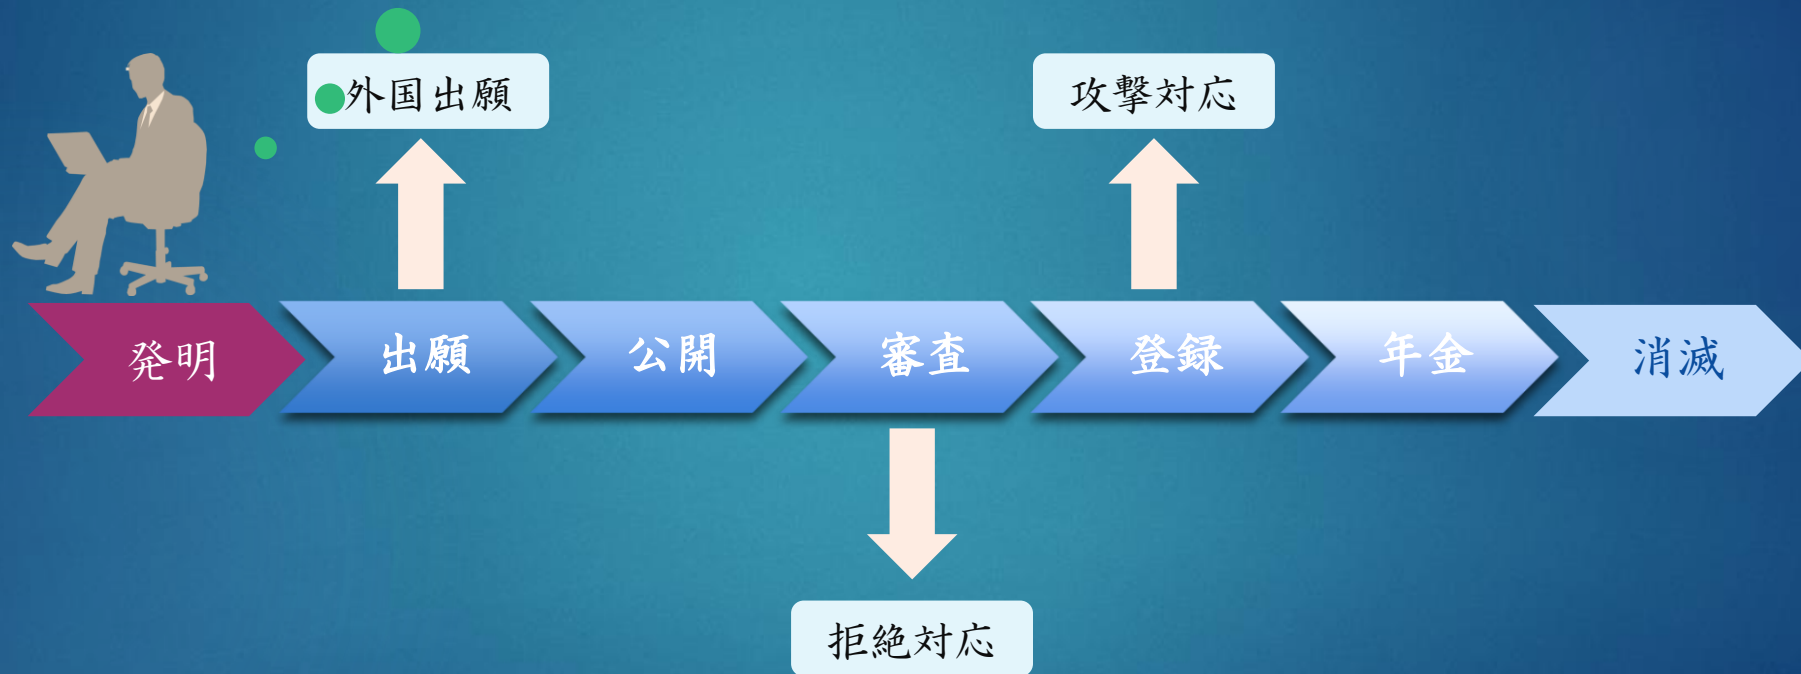 外国出願
攻撃対応
発明
出願
公開
審査
登録
年金
消滅
拒絶対応